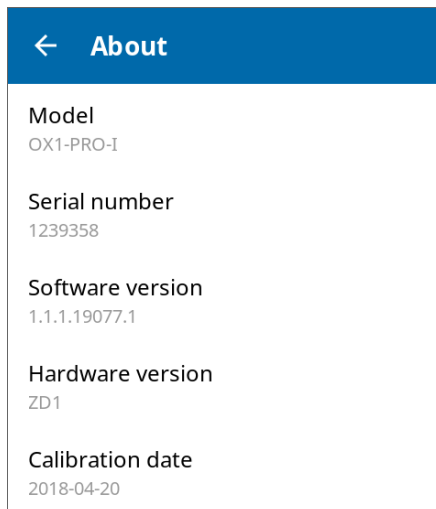 About
Model
OX1-PRO-I
Serial number
1239358
Software version
1.1.1.19077.1
Hardware version
ZD1
Calibration date
2018-04-20